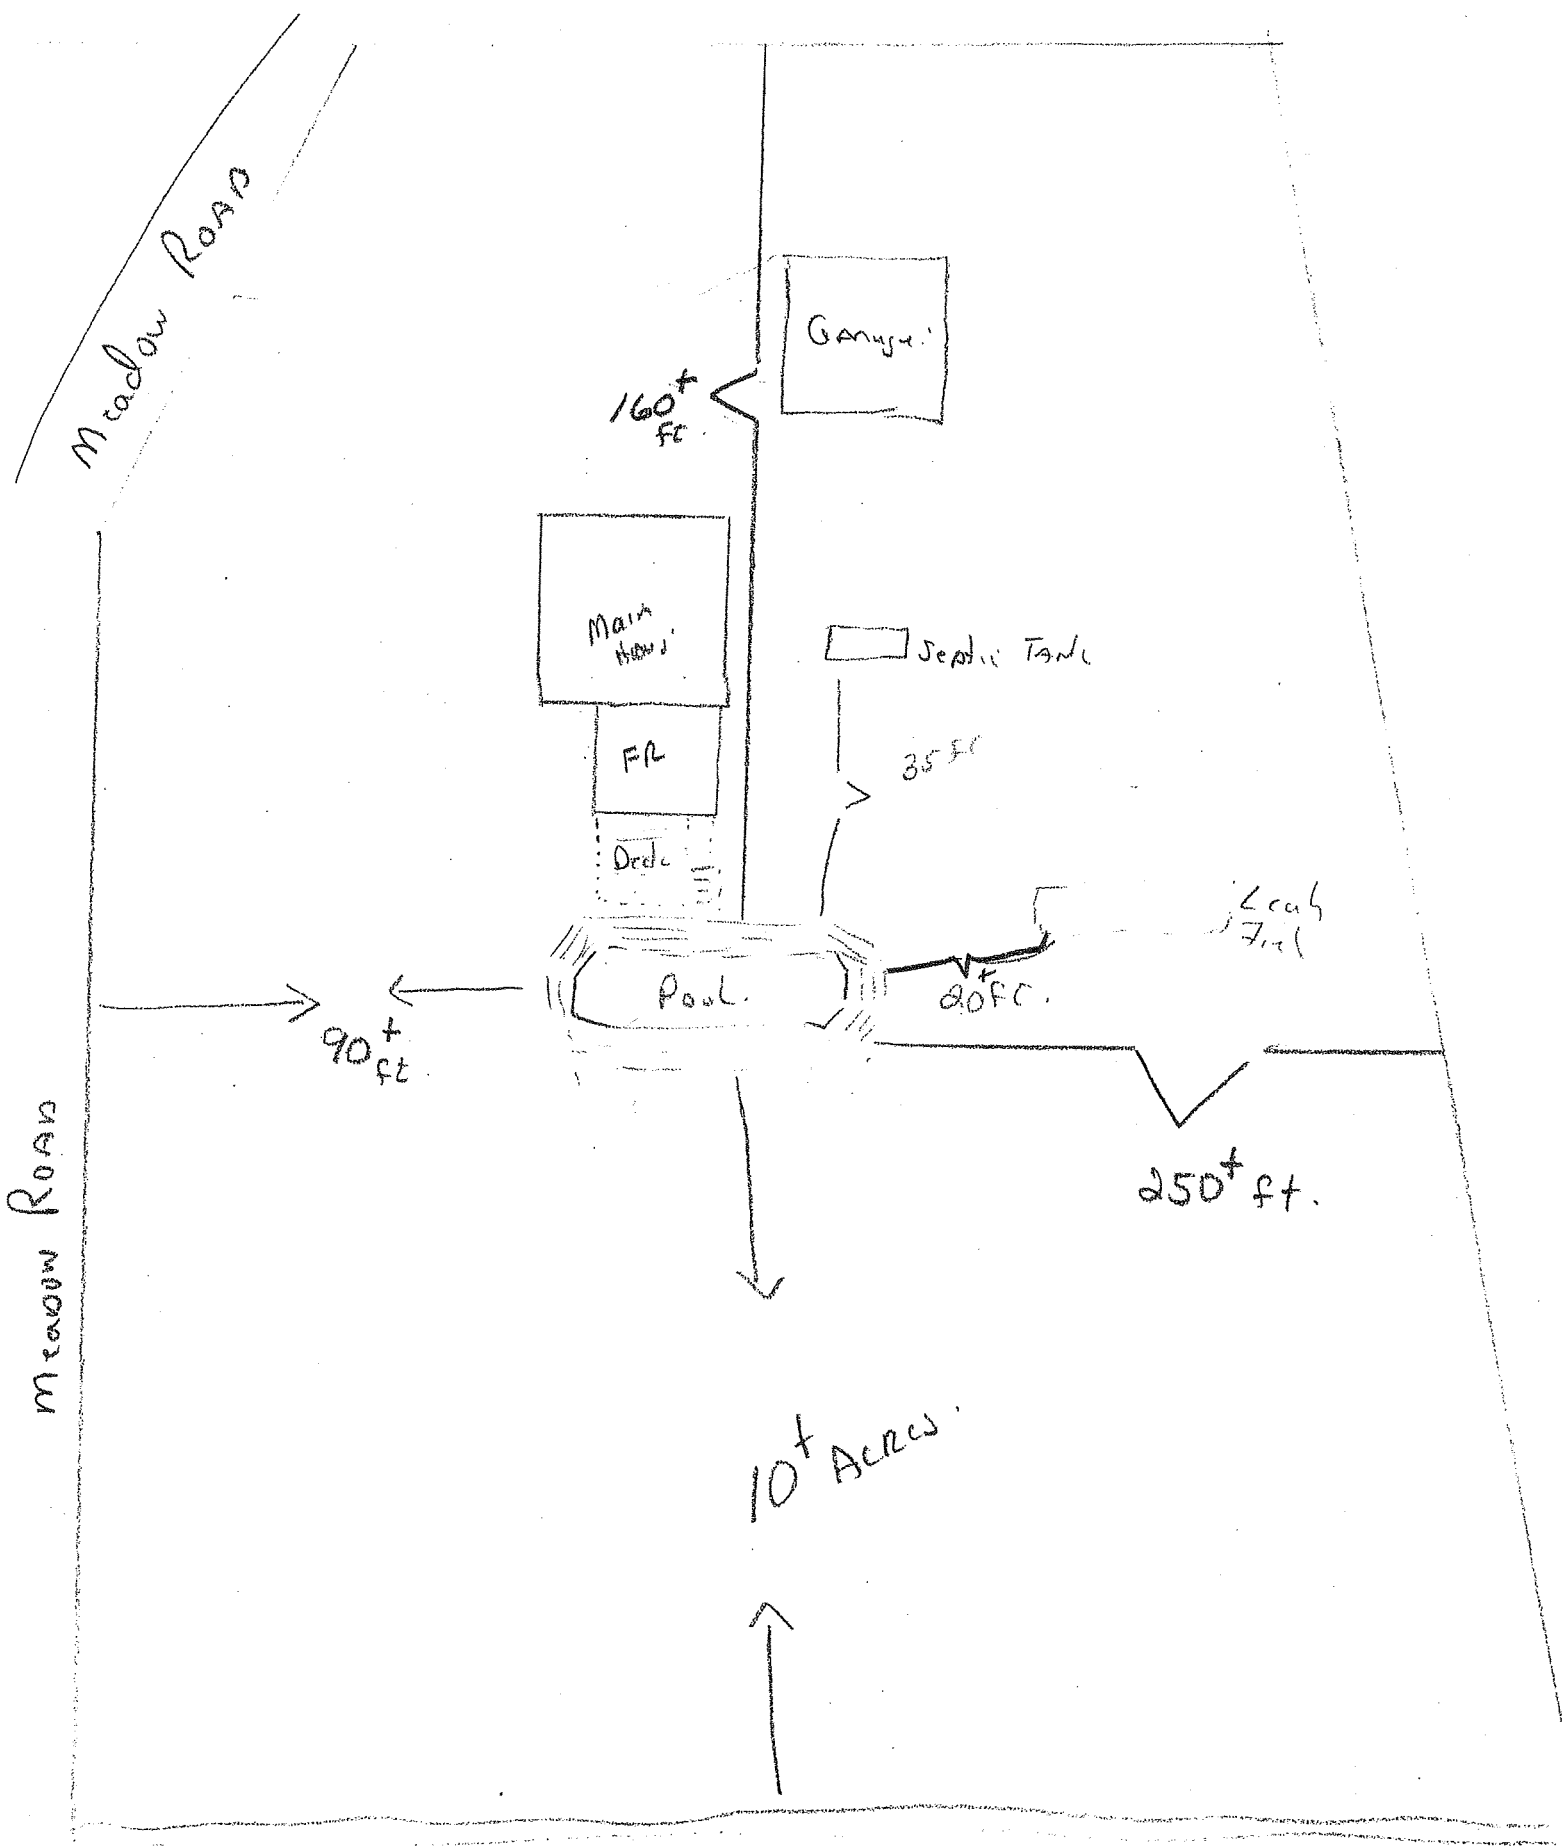 Meadow ROAD
Garage
160+
ft.
Main
House
Septic TANK
FR
35 ft
Deck
Leach
Field
Pool.
20+ ft.
90+
ft.
250+ ft.
Meadow ROAD
10+ ACRES.